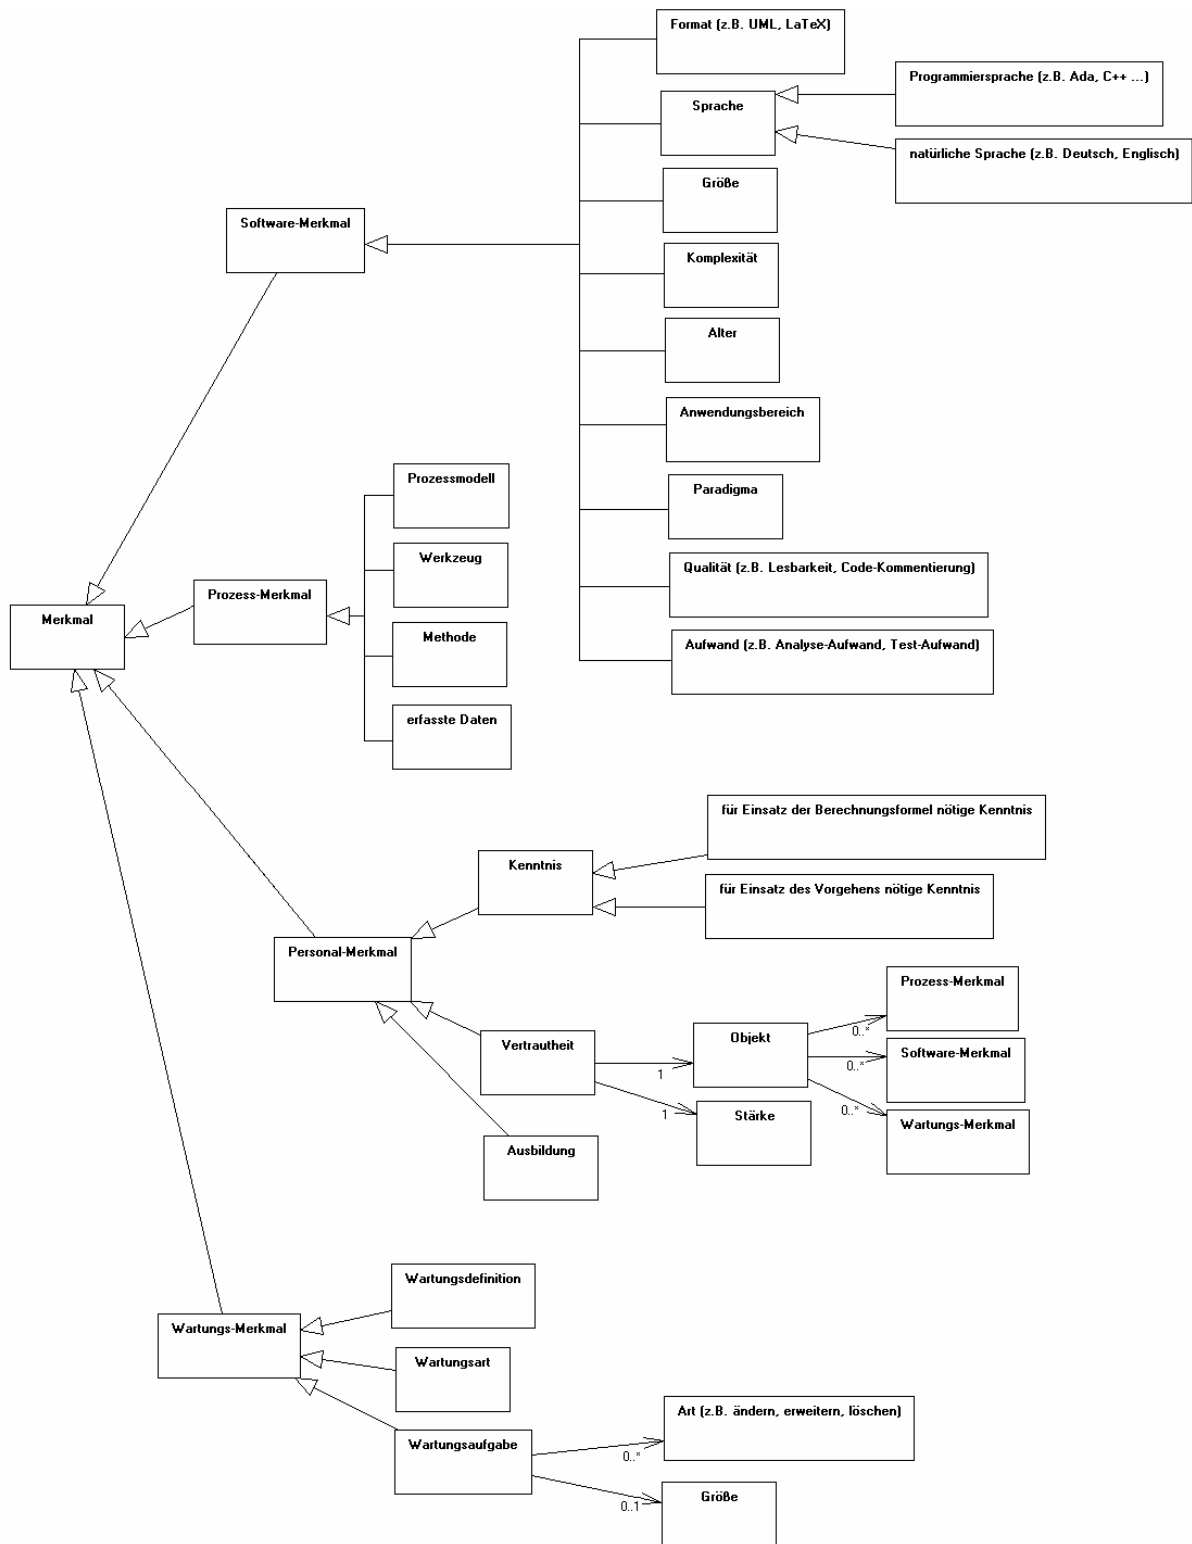 Format (z.B. UML, LaTeX)
Programmiersprache (z.B. Ada, C++ ...)
Sprache
natürliche Sprache (z.B. Deutsch, Englisch)
Größe
Software-Merkmal
Komplexität
Alter
Anwendungsbereich
Prozessmodell
Paradigma
Werkzeug
Qualität (z.B. Lesbarkeit, Code-Kommentierung)
Prozess-Merkmal
Merkmal
Methode
Aufwand (z.B. Analyse-Aufwand, Test-Aufwand)
erfasste Daten
für Einsatz der Berechnungsformel nötige Kenntnis
Kenntnis
für Einsatz des Vorgehens nötige Kenntnis
Personal-Merkmal
Prozess-Merkmal
0..*
Vertrautheit
Objekt
Software-Merkmal
1
0..*
Stärke
1
0..*
Wartungs-Merkmal
Ausbildung
Wartungsdefinition
Wartungs-Merkmal
Wartungsart
Art (z.B. ändern, erweitern, löschen)
Wartungsaufgabe
0..*
Größe
0..1